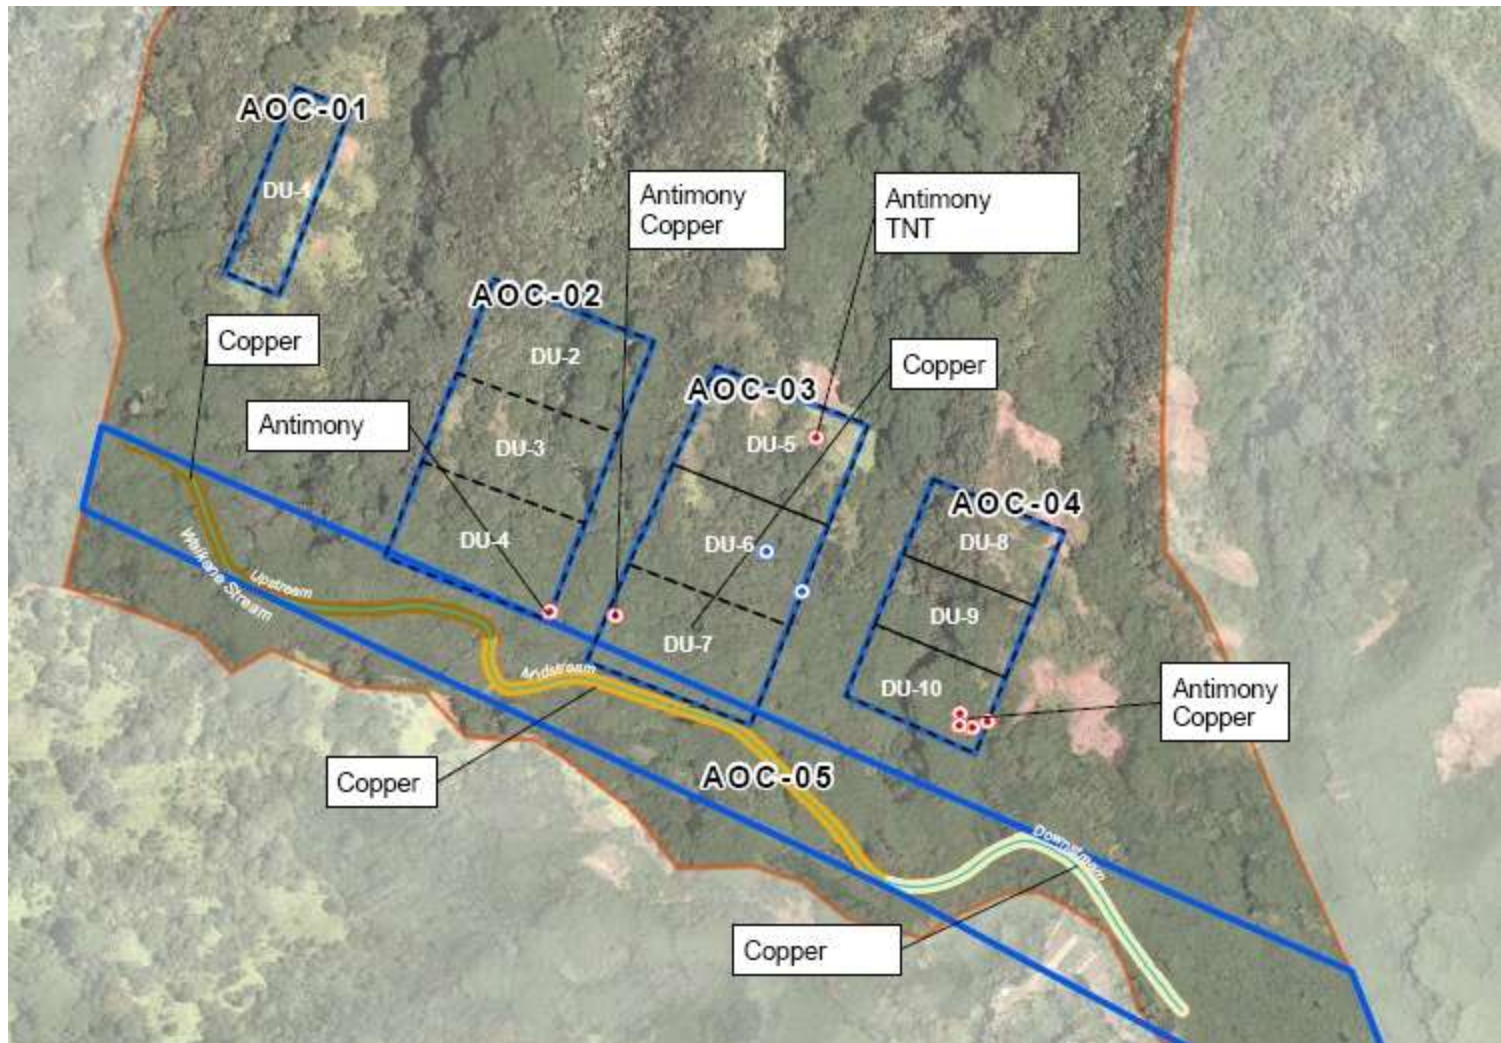 AOC-01
DU-1
Antimony
Copper
Antimony
TNT
AOC-02
Copper
DU-2
Copper
AOC-03
Antimony
DU-3
DU-5
AOC-04
DU-4
DU-6
DU-8
Waikane Stream
Upstream
DU-9
DU-7
DU-10
Antimony
Copper
Copper
AOC-05
Downstream
Copper